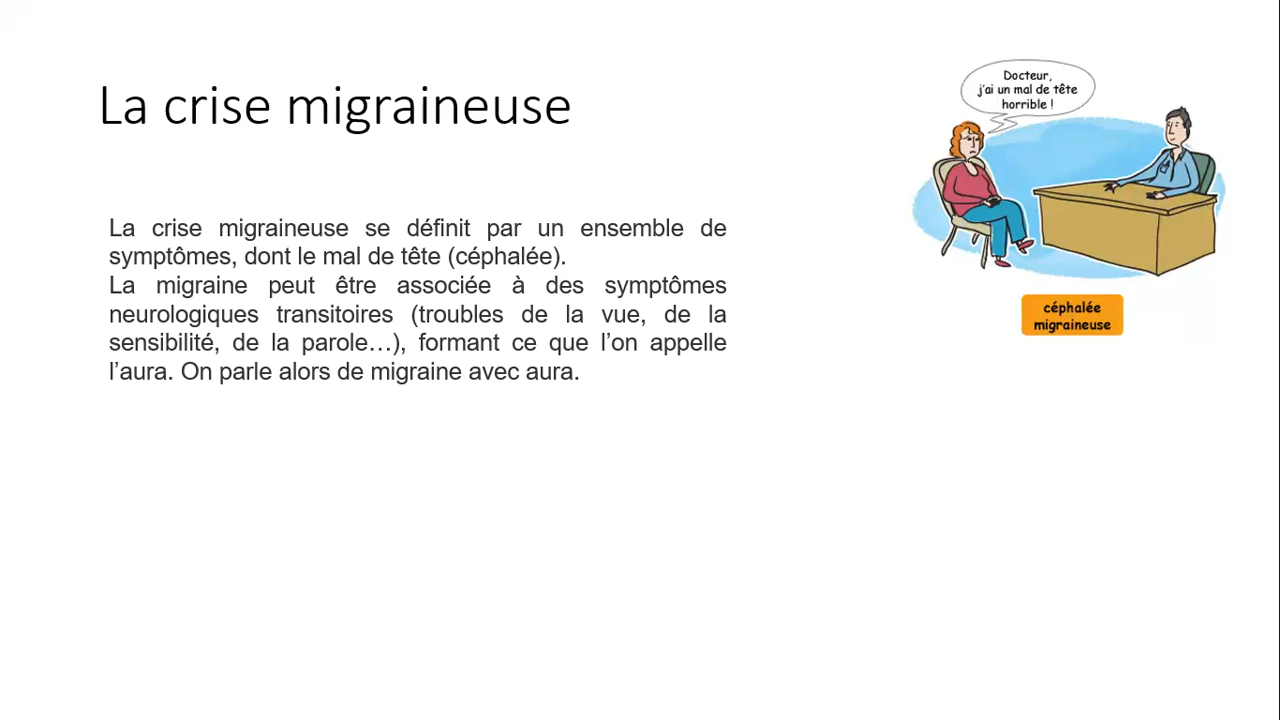 La crise migraineuse
Docteur,
j'ai un mal de tête
horrible !
La crise migraineuse se définit par un ensemble de
symptômes, dont le mal de tête (céphalée).
La migraine peut être associée à des symptômes
neurologiques transitoires (troubles de la vue, de la
sensibilité, de la parole…), formant ce que l’on appelle
l’aura. On parle alors de migraine avec aura.
céphalée
migraineuse